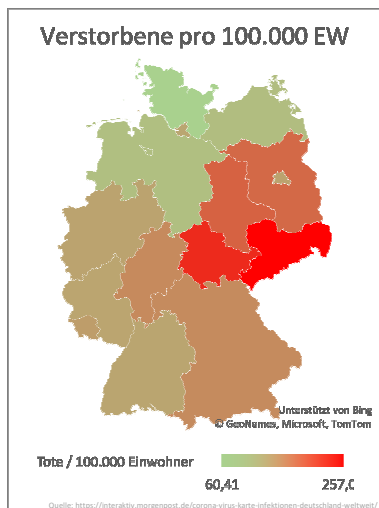 Verstorbene pro 100.000 EW
Unterstützt von Bing
© GeoNames, Microsoft, TomTom
Tote / 100.000 Einwohner
60,41
257,0
Quelle: https://interaktiv.morgenpost.de/corona-virus-karte-infektionen-deutschland-weltweit/